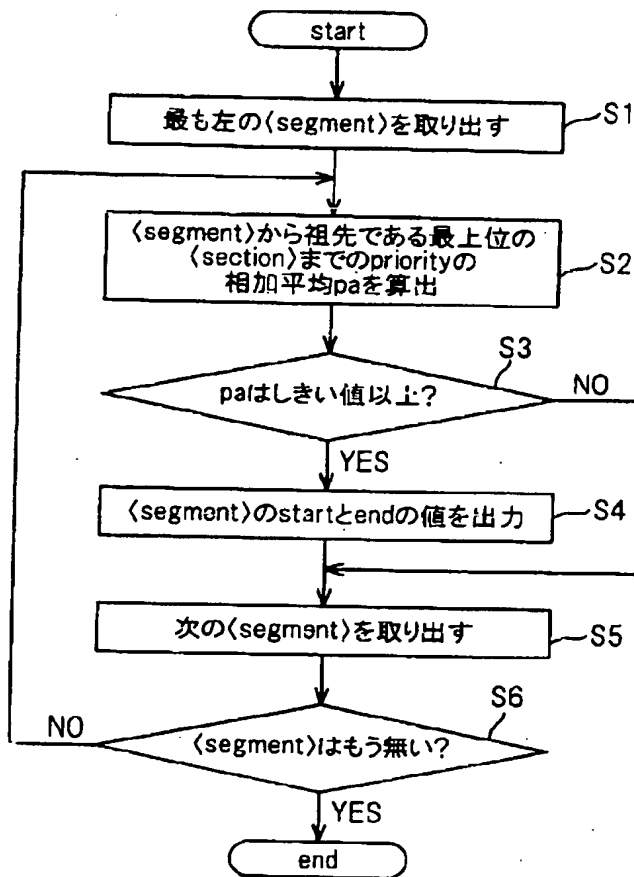 start
最も左の〈segment〉を取り出す
S1
〈segment〉から祖先である最上位の
〈section〉までのpriorityの
相加平均paを算出
S2
paはしきい値以上?
S3
NO
YES
〈segment〉のstartとendの値を出力
S4
次の〈segment〉を取り出す
S5
〈segment〉はもう無い?
S6
NO
YES
end